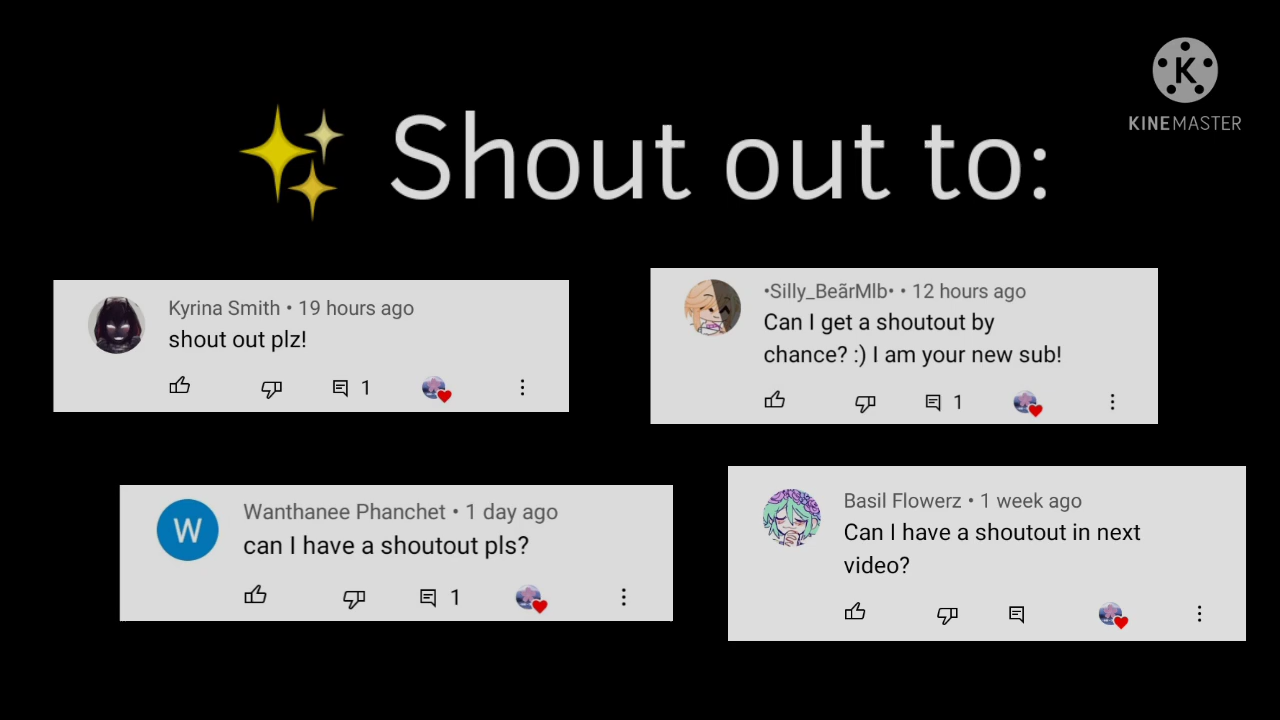 K
KINEMASTER
✨ Shout out to:
Kyrina Smith • 19 hours ago
shout out plz!
1
•Silly_BeãrMlb• • 12 hours ago
Can I get a shoutout by
chance? :) I am your new sub!
1
W
Wanthanee Phanchet • 1 day ago
can I have a shoutout pls?
1
Basil Flowerz • 1 week ago
Can I have a shoutout in next
video?